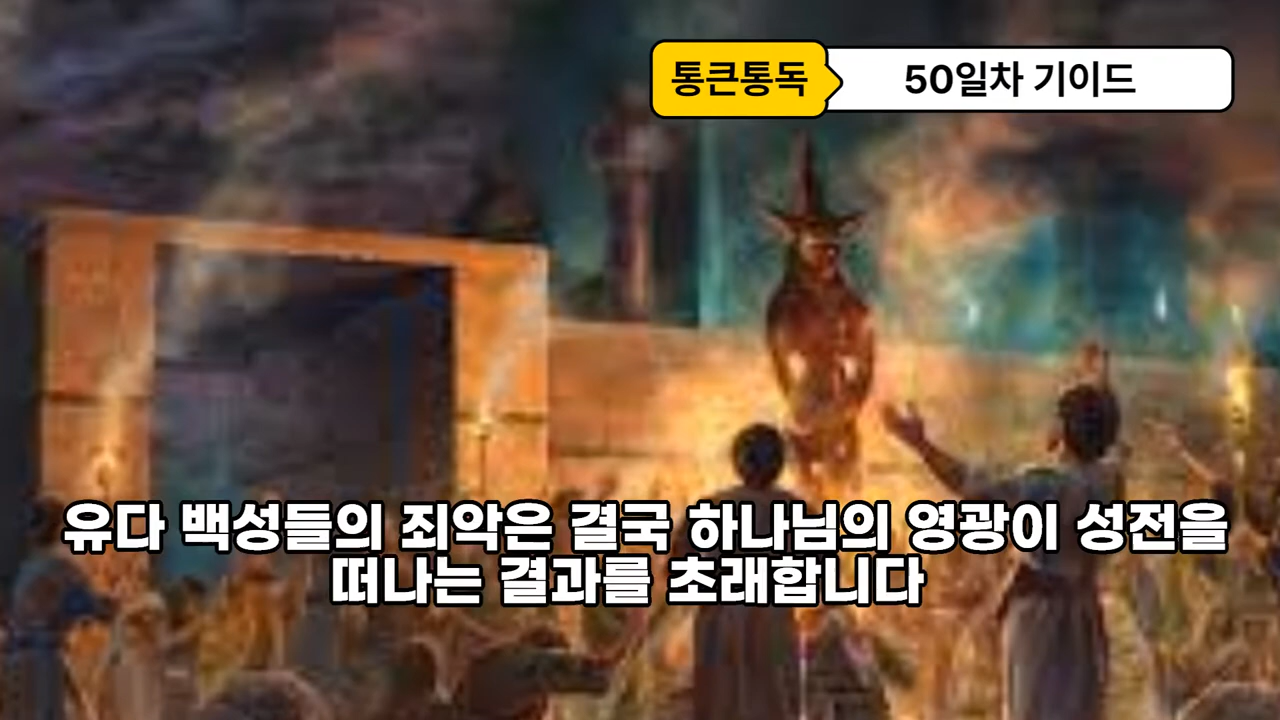 통큰통독
50일차 기이드
유다 백성들의 죄악은 결국 하나님의 영광이 성전을
떠나는 결과를 초래합니다